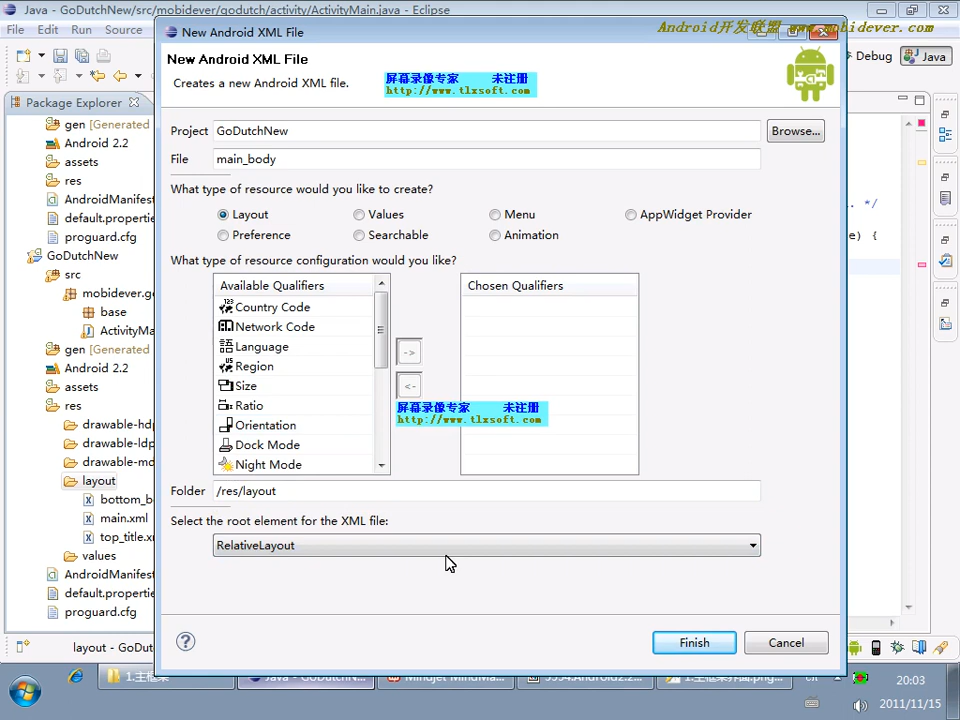 Java - GoDutchNew/src/mobidever/godutch/activity/ActivityMain.java - Eclipse
File Edit Run Source
Android开发联盟 www.mobidever.com
Debug Java
Package Explorer
gen [Generated
Android 2.2
assets
res
AndroidManifest
default.propertie
proguard.cfg
GoDutchNew
src
mobidever.go
base
ActivityMa
gen [Generated
Android 2.2
assets
res
drawable-hdp
drawable-ldp
drawable-md
layout
bottom_b
main.xml
top_title.x
values
AndroidManifest
default.propertie
proguard.cfg
New Android XML File
New Android XML File
Creates a new Android XML file.
屏幕录像专家 未注册
http://www.tlxsoft.com
Project GoDutchNew Browse...
File main_body
What type of resource would you like to create?
Layout Values Menu AppWidget Provider
Preference Searchable Animation
What type of resource configuration would you like?
Available Qualifiers
Country Code
Network Code
Language
Region
Size
Ratio
Orientation
Dock Mode
Night Mode
->
<-
Chosen Qualifiers
屏幕录像专家 未注册
http://www.tlxsoft.com
Folder /res/layout
Select the root element for the XML file:
RelativeLayout
Finish Cancel
. */
e) {
layout - GoDut
1.主框架
Java - GoDutchN...
Mindjet MindMa...
20:03
2011/11/15